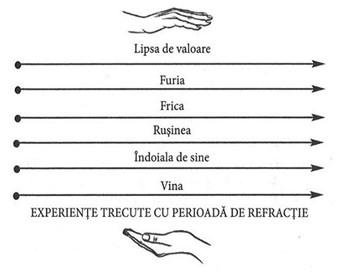 Lipsa de valoare
Furia
Frica
Rușinea
Îndoiala de sine
Vina
EXPERIENȚE TRECUTE CU PERIOADĂ DE REFRACȚIE